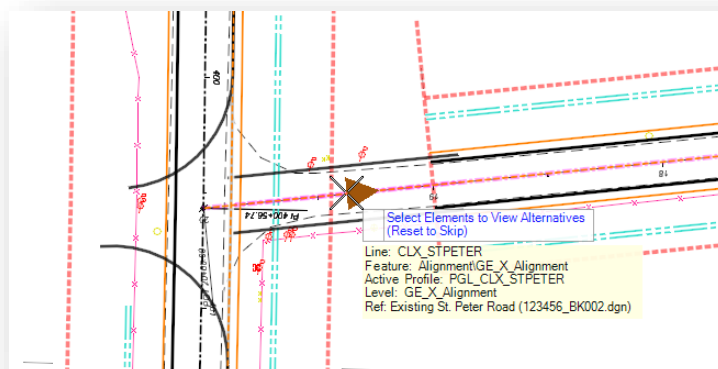 400
18
19
PI 400+56.74
Select Elements to View Alternatives
(Reset to Skip)
Line: CLX_STPETER
Feature: Alignment\GE_X_Alignment
Active Profile: PGL_CLX_STPETER
Level: GE_X_Alignment
Ref: Existing St. Peter Road (123456_BK002.dgn)